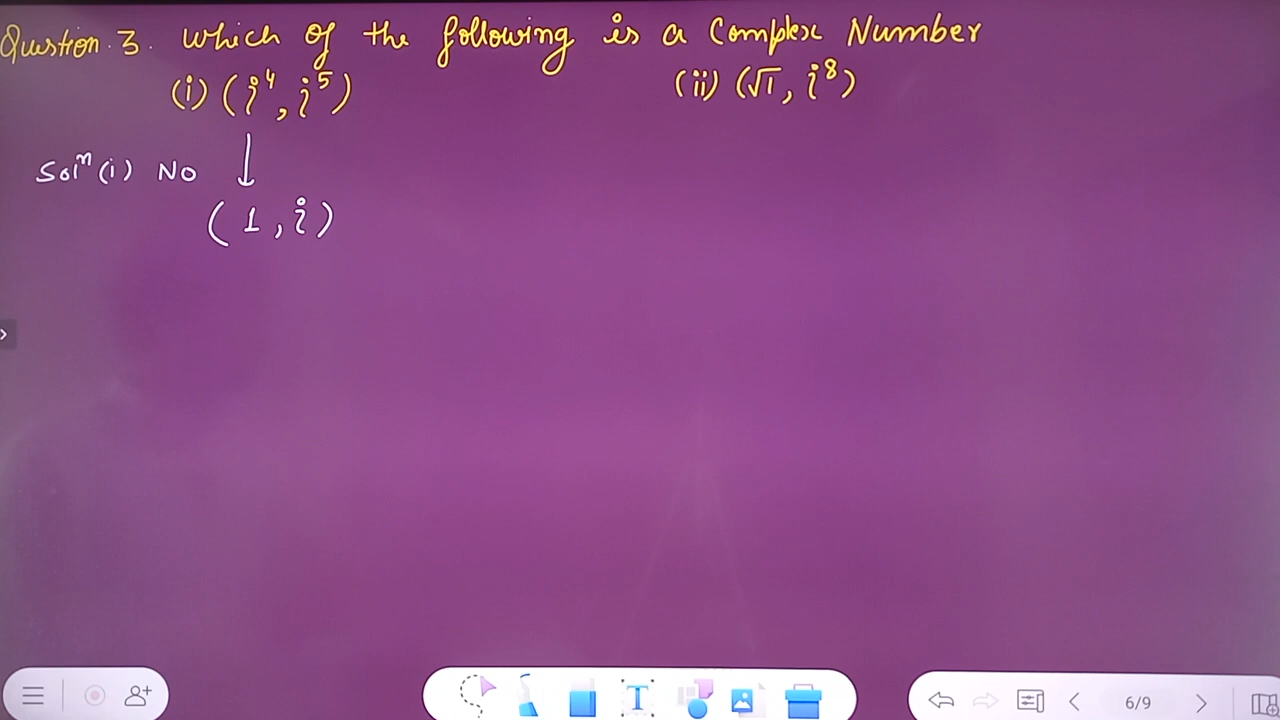 Question.3. Which of the following is a Complex Number
(i) (i⁴, i⁵) (ii) (√1, i⁸)
Solⁿ (i) No
(1, i)
T
6/9